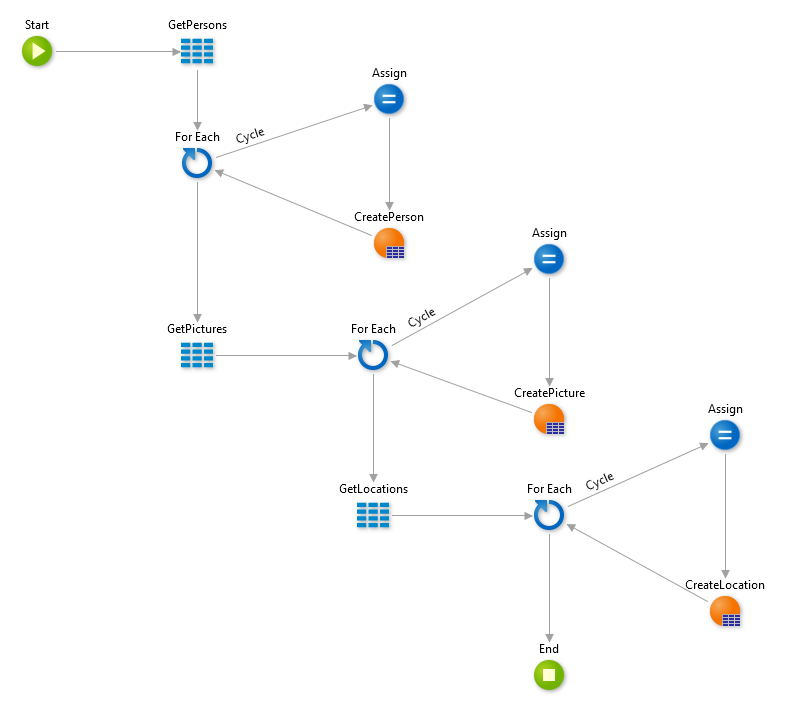 Start
GetPersons
Assign
For Each
Cycle
CreatePerson
Assign
GetPictures
For Each
Cycle
CreatePicture
Assign
GetLocations
For Each
Cycle
CreateLocation
End